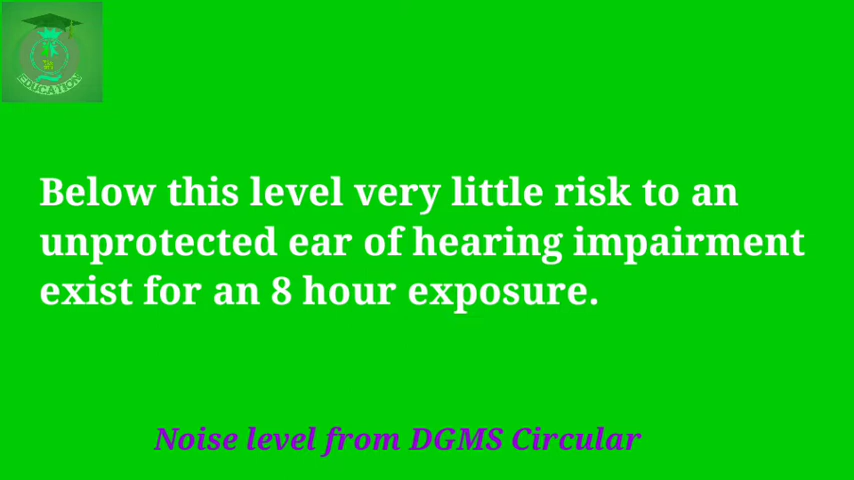 EDUCATION
Below this level very little risk to an
unprotected ear of hearing impairment
exist for an 8 hour exposure.
Noise level from DGMS Circular